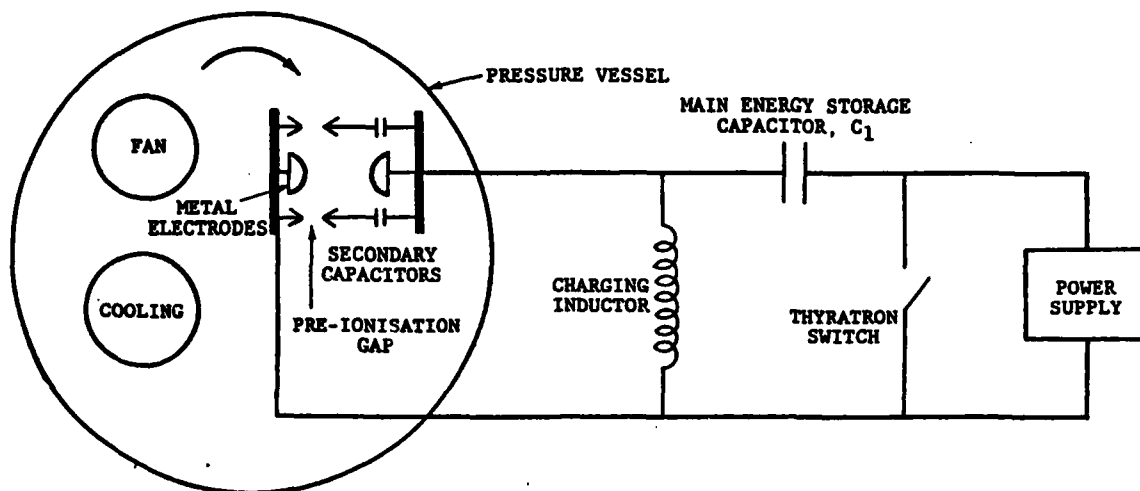 PRESSURE VESSEL
MAIN ENERGY STORAGE
CAPACITOR, C1
FAN
METAL
ELECTRODES
SECONDARY
CAPACITORS
COOLING
PRE-IONISATION
GAP
CHARGING
INDUCTOR
THYRATRON
SWITCH
POWER
SUPPLY